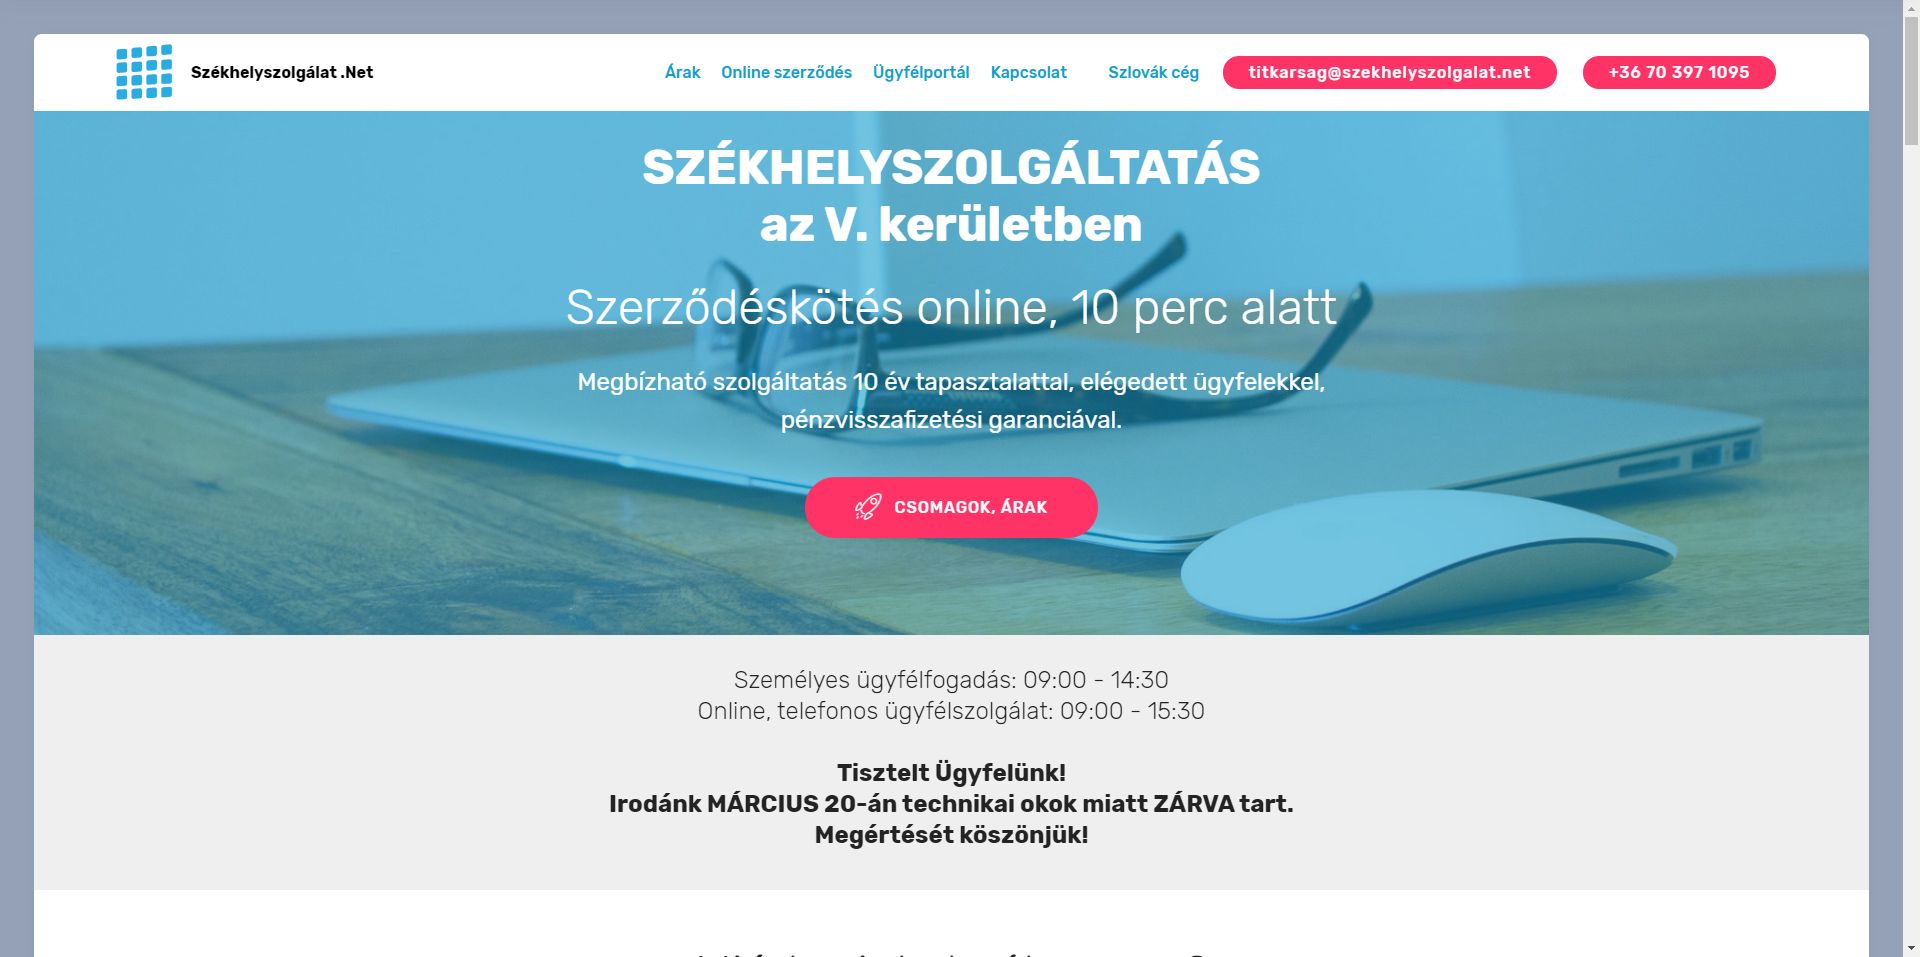 Székhelyszolgálat .Net
Árak
Online szerződés
Ügyfélportál
Kapcsolat
Szlovák cég
titkarsag@szekhelyszolgalat.net
+36 70 397 1095
SZÉKHELYSZOLGÁLTATÁS
az V. kerületben
Szerződéskötés online, 10 perc alatt
Megbízható szolgáltatás 10 év tapasztalattal, elégedett ügyfelekkel,
pénzvisszafizetési garanciával.
CSOMAGOK, ÁRAK
Személyes ügyfélfogadás: 09:00 - 14:30
Online, telefonos ügyfélszolgálat: 09:00 - 15:30
Tisztelt Ügyfelünk!
Irodánk MÁRCIUS 20-án technikai okok miatt ZÁRVA tart.
Megértését köszönjük!